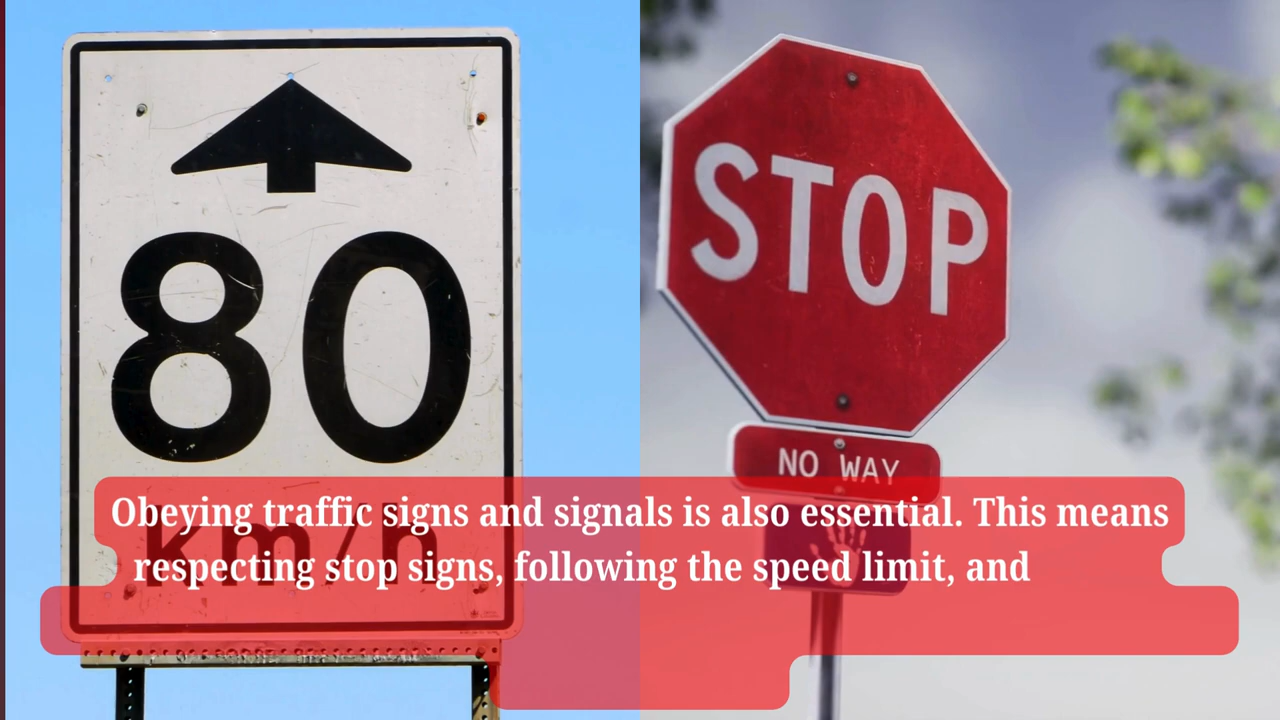 80
km/h
STOP
NO WAY
Obeying traffic signs and signals is also essential. This means
respecting stop signs, following the speed limit, and